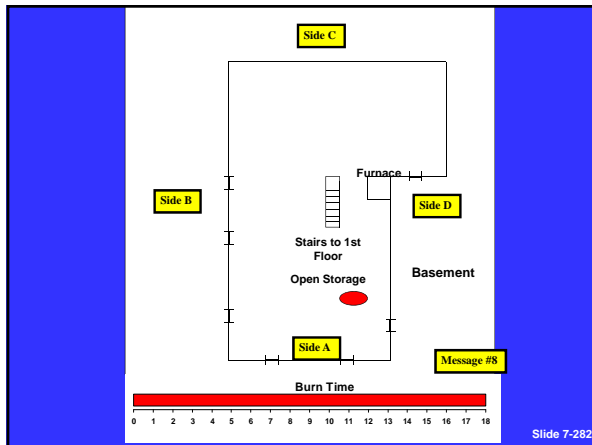 Side C
Furnace
Side B
Side D
Stairs to 1st
Floor
Basement
Open Storage
Side A
Message #8
Burn Time
0 1 2 3 4 5 6 7 8 9 10 11 12 13 14 15 16 17 18
Slide 7-282